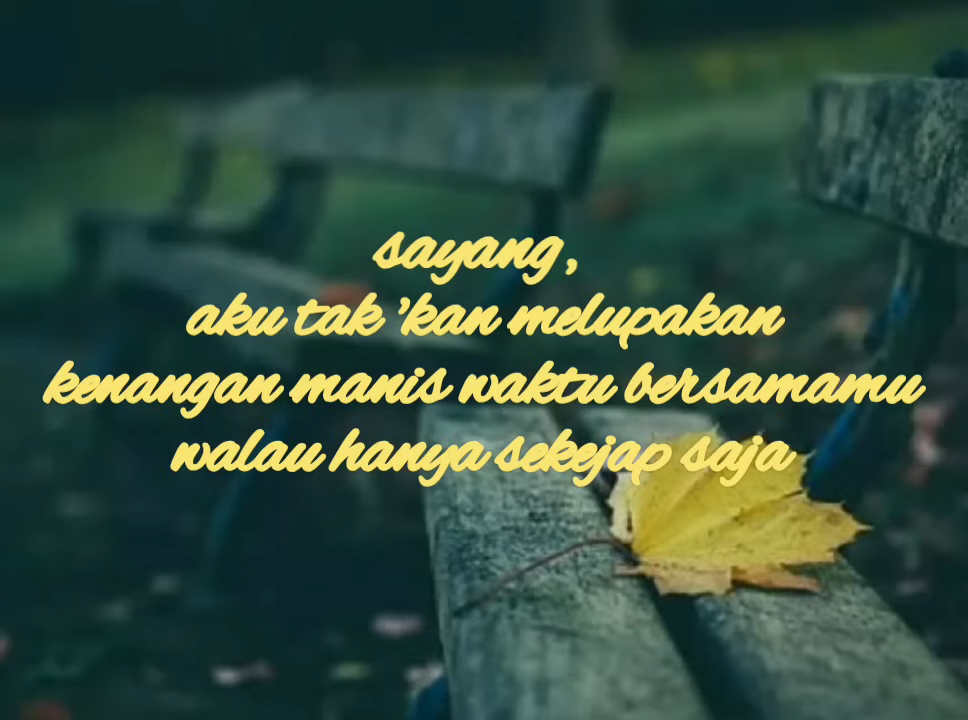 sayang,
aku tak 'kan melupakan
kenangan manis waktu bersamamu
walau hanya sekejap saja